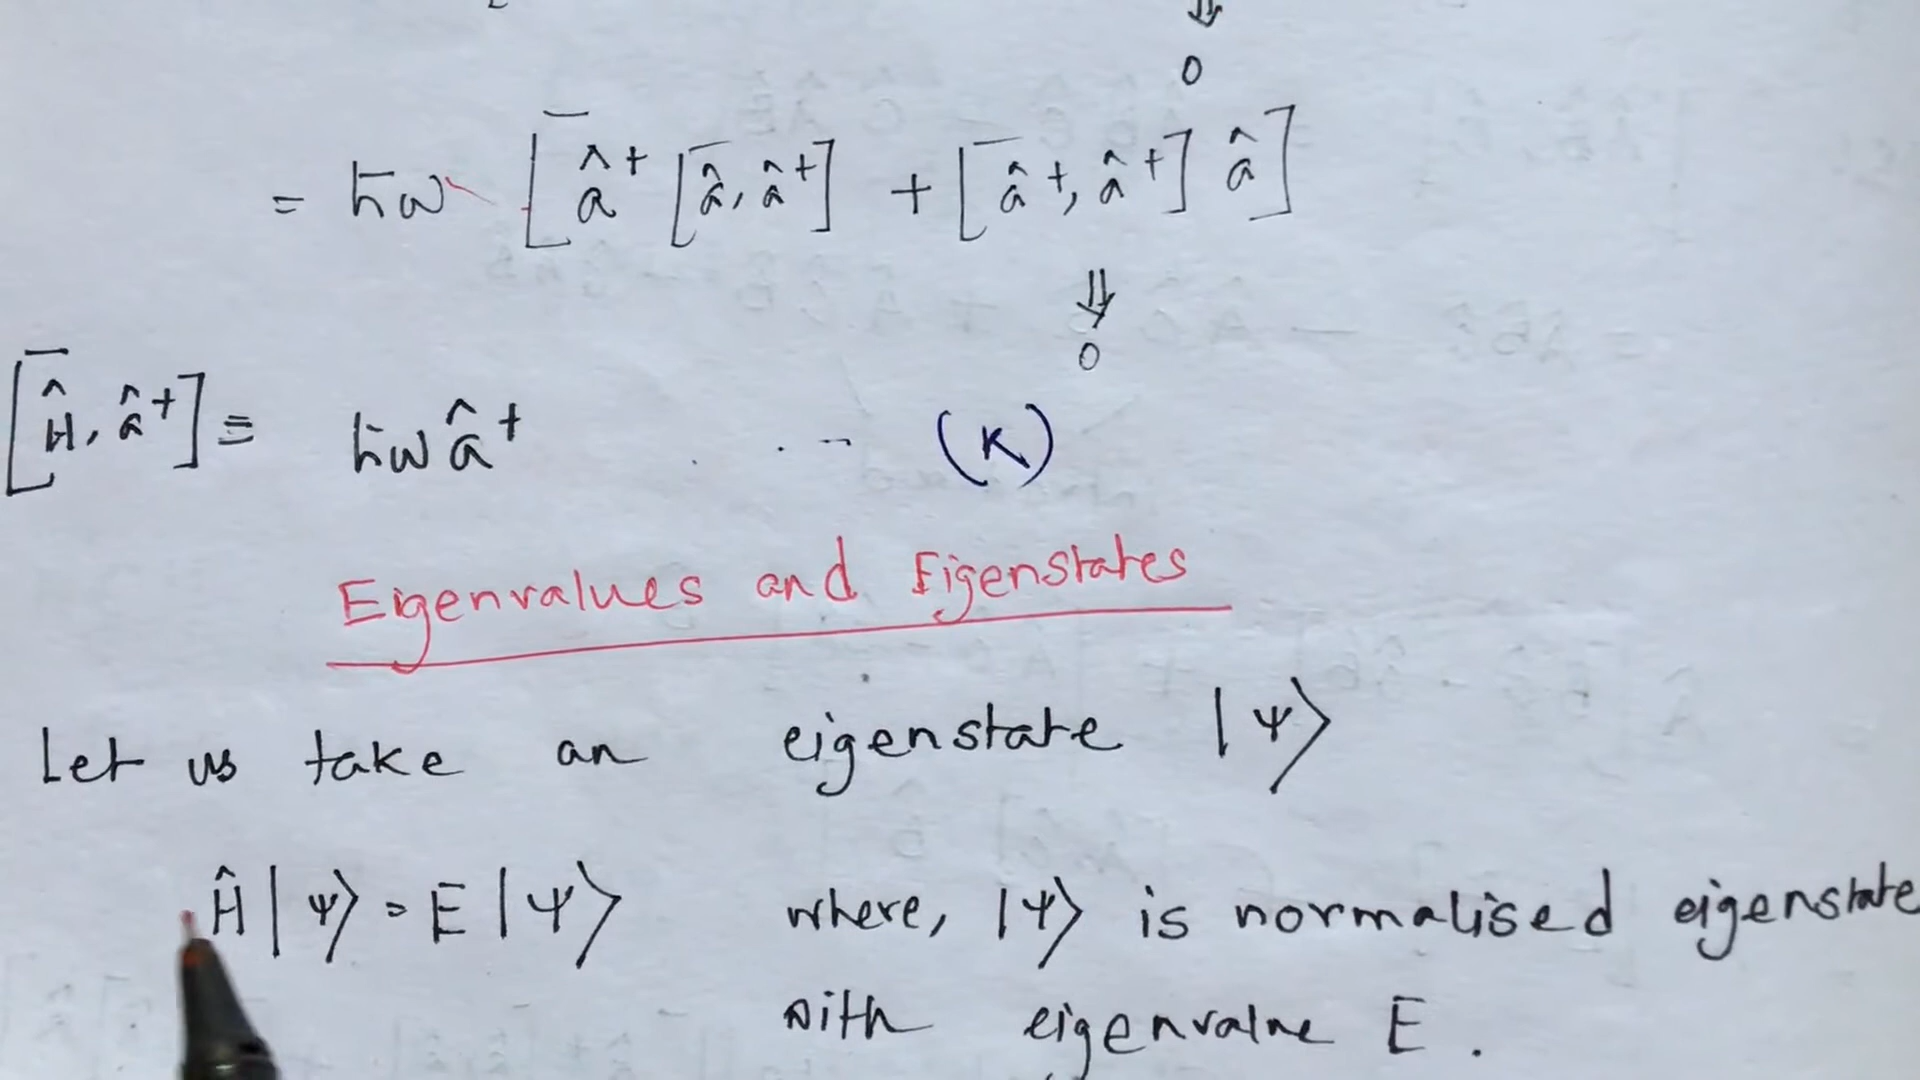 ⇓
0
= ħω [â† [â, â†] + [â†, â†] â]
⇓
0
[Ĥ, â†] = ħω â† . . -- (K)
Eigenvalues and Eigenstates
Let us take an eigenstate |ψ⟩
Ĥ|ψ⟩ = E|ψ⟩ where, |ψ⟩ is normalised eigenstate
with eigenvalue E.